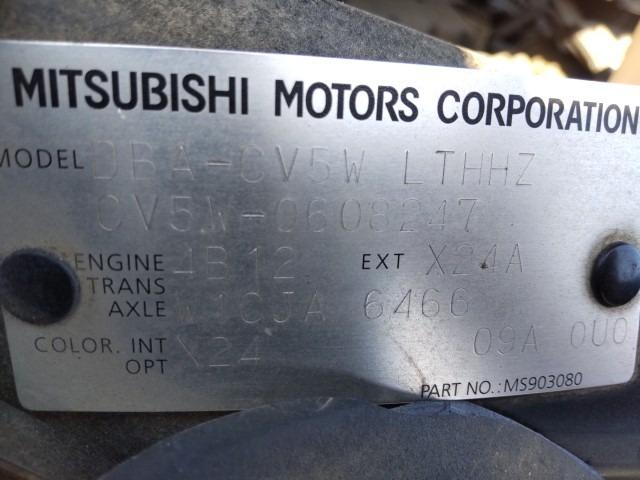 MITSUBISHI MOTORS CORPORATION
MODEL DBA-CV5W LTHHZ
CV5W-0608247
ENGINE 4B12 EXT X24A
TRANS
AXLE W1CJA 6466
COLOR. INT X24 09A 0U0
OPT
PART NO.: MS903080